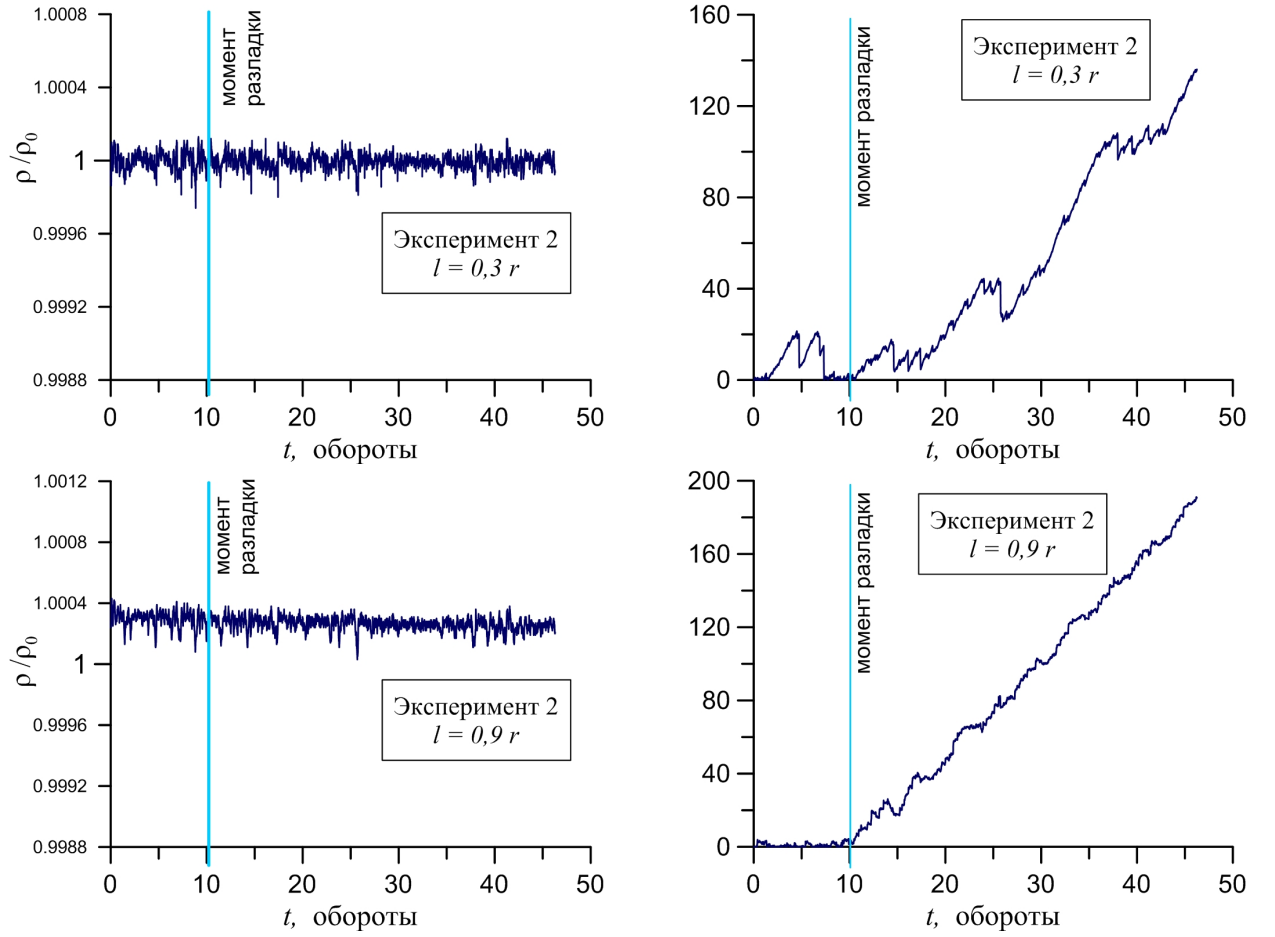 1.0008
1.0004
1
0.9996
0.9992
0.9988
ρ/ρ0
момент
разладки
Эксперимент 2
l = 0,3 r
0 10 20 30 40 50
t, обороты
160
120
80
40
0
момент разладки
Эксперимент 2
l = 0,3 r
0 10 20 30 40 50
t, обороты
1.0012
1.0008
1.0004
1
0.9996
0.9992
0.9988
ρ/ρ0
момент
разладки
Эксперимент 2
l = 0,9 r
0 10 20 30 40 50
t, обороты
200
160
120
80
40
0
момент разладки
Эксперимент 2
l = 0,9 r
0 10 20 30 40 50
t, обороты